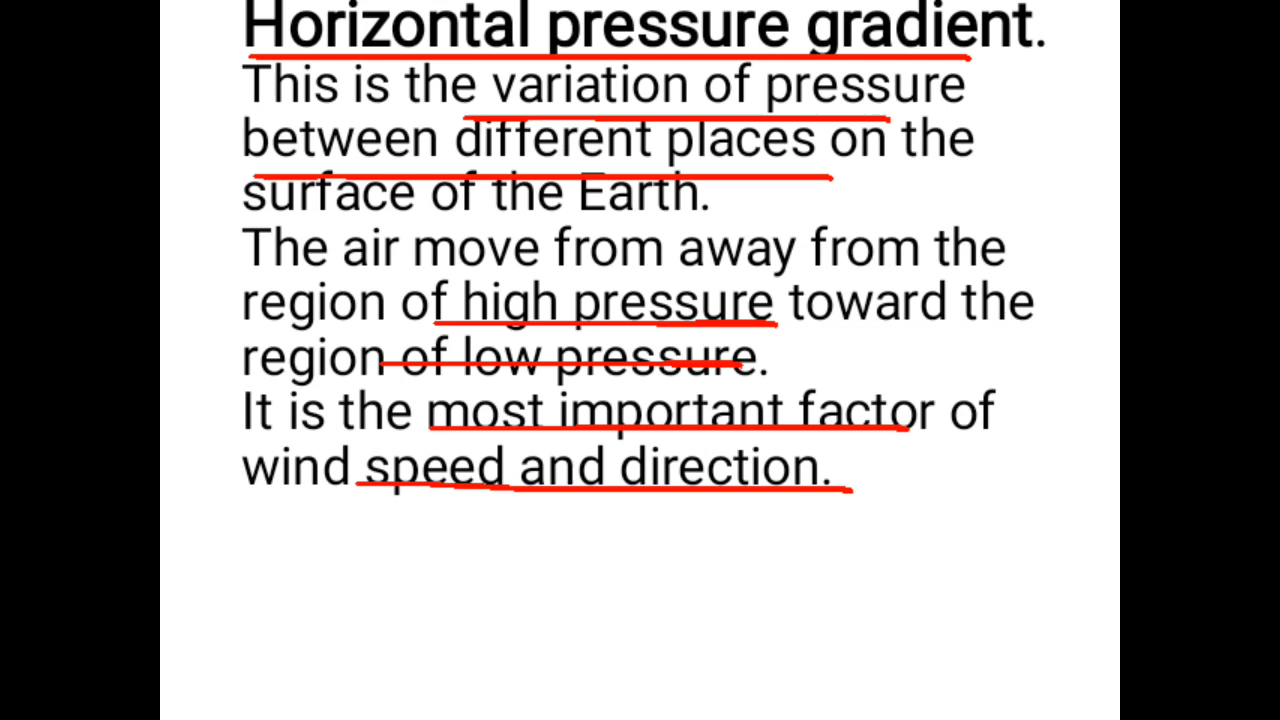 Horizontal pressure gradient.
This is the variation of pressure
between different places on the
surface of the Earth.
The air move from away from the
region of high pressure toward the
region of low pressure.
It is the most important factor of
wind speed and direction.